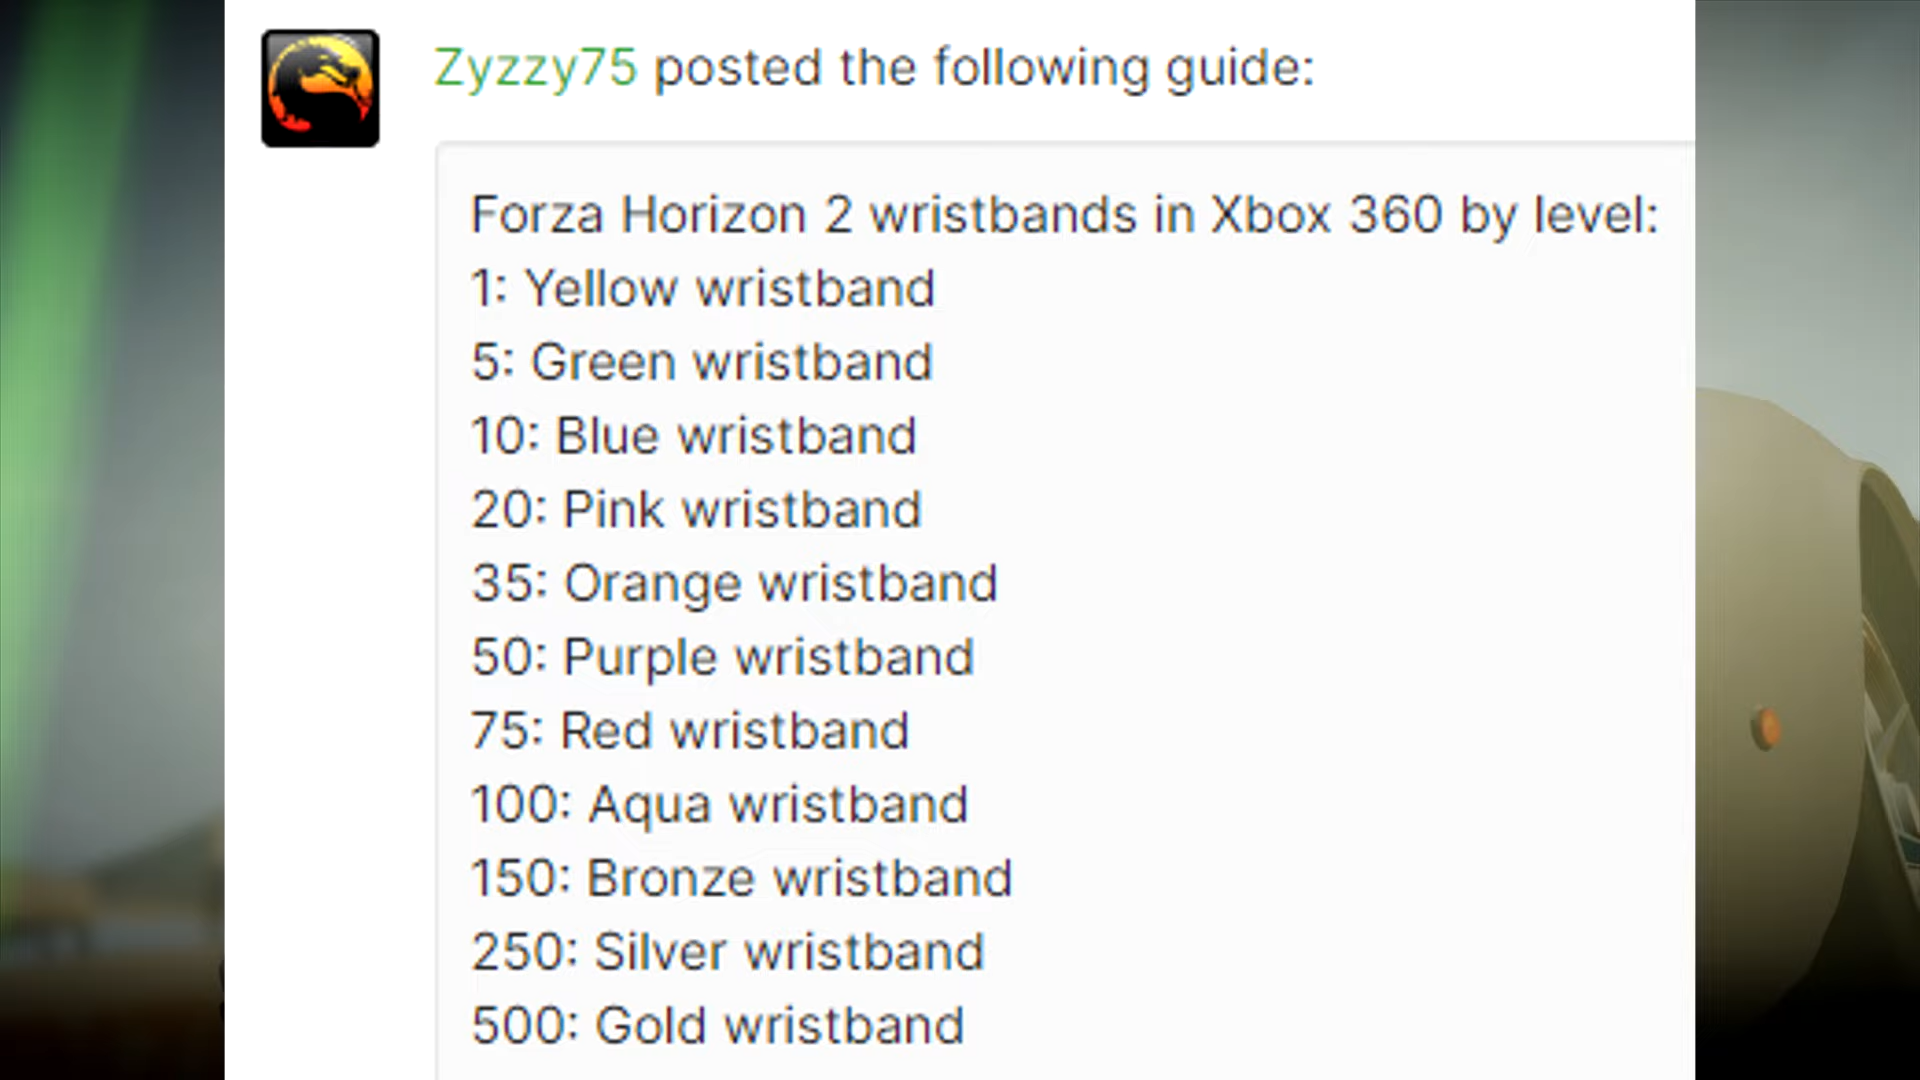 Zyzzy75 posted the following guide:
Forza Horizon 2 wristbands in Xbox 360 by level:
1: Yellow wristband
5: Green wristband
10: Blue wristband
20: Pink wristband
35: Orange wristband
50: Purple wristband
75: Red wristband
100: Aqua wristband
150: Bronze wristband
250: Silver wristband
500: Gold wristband